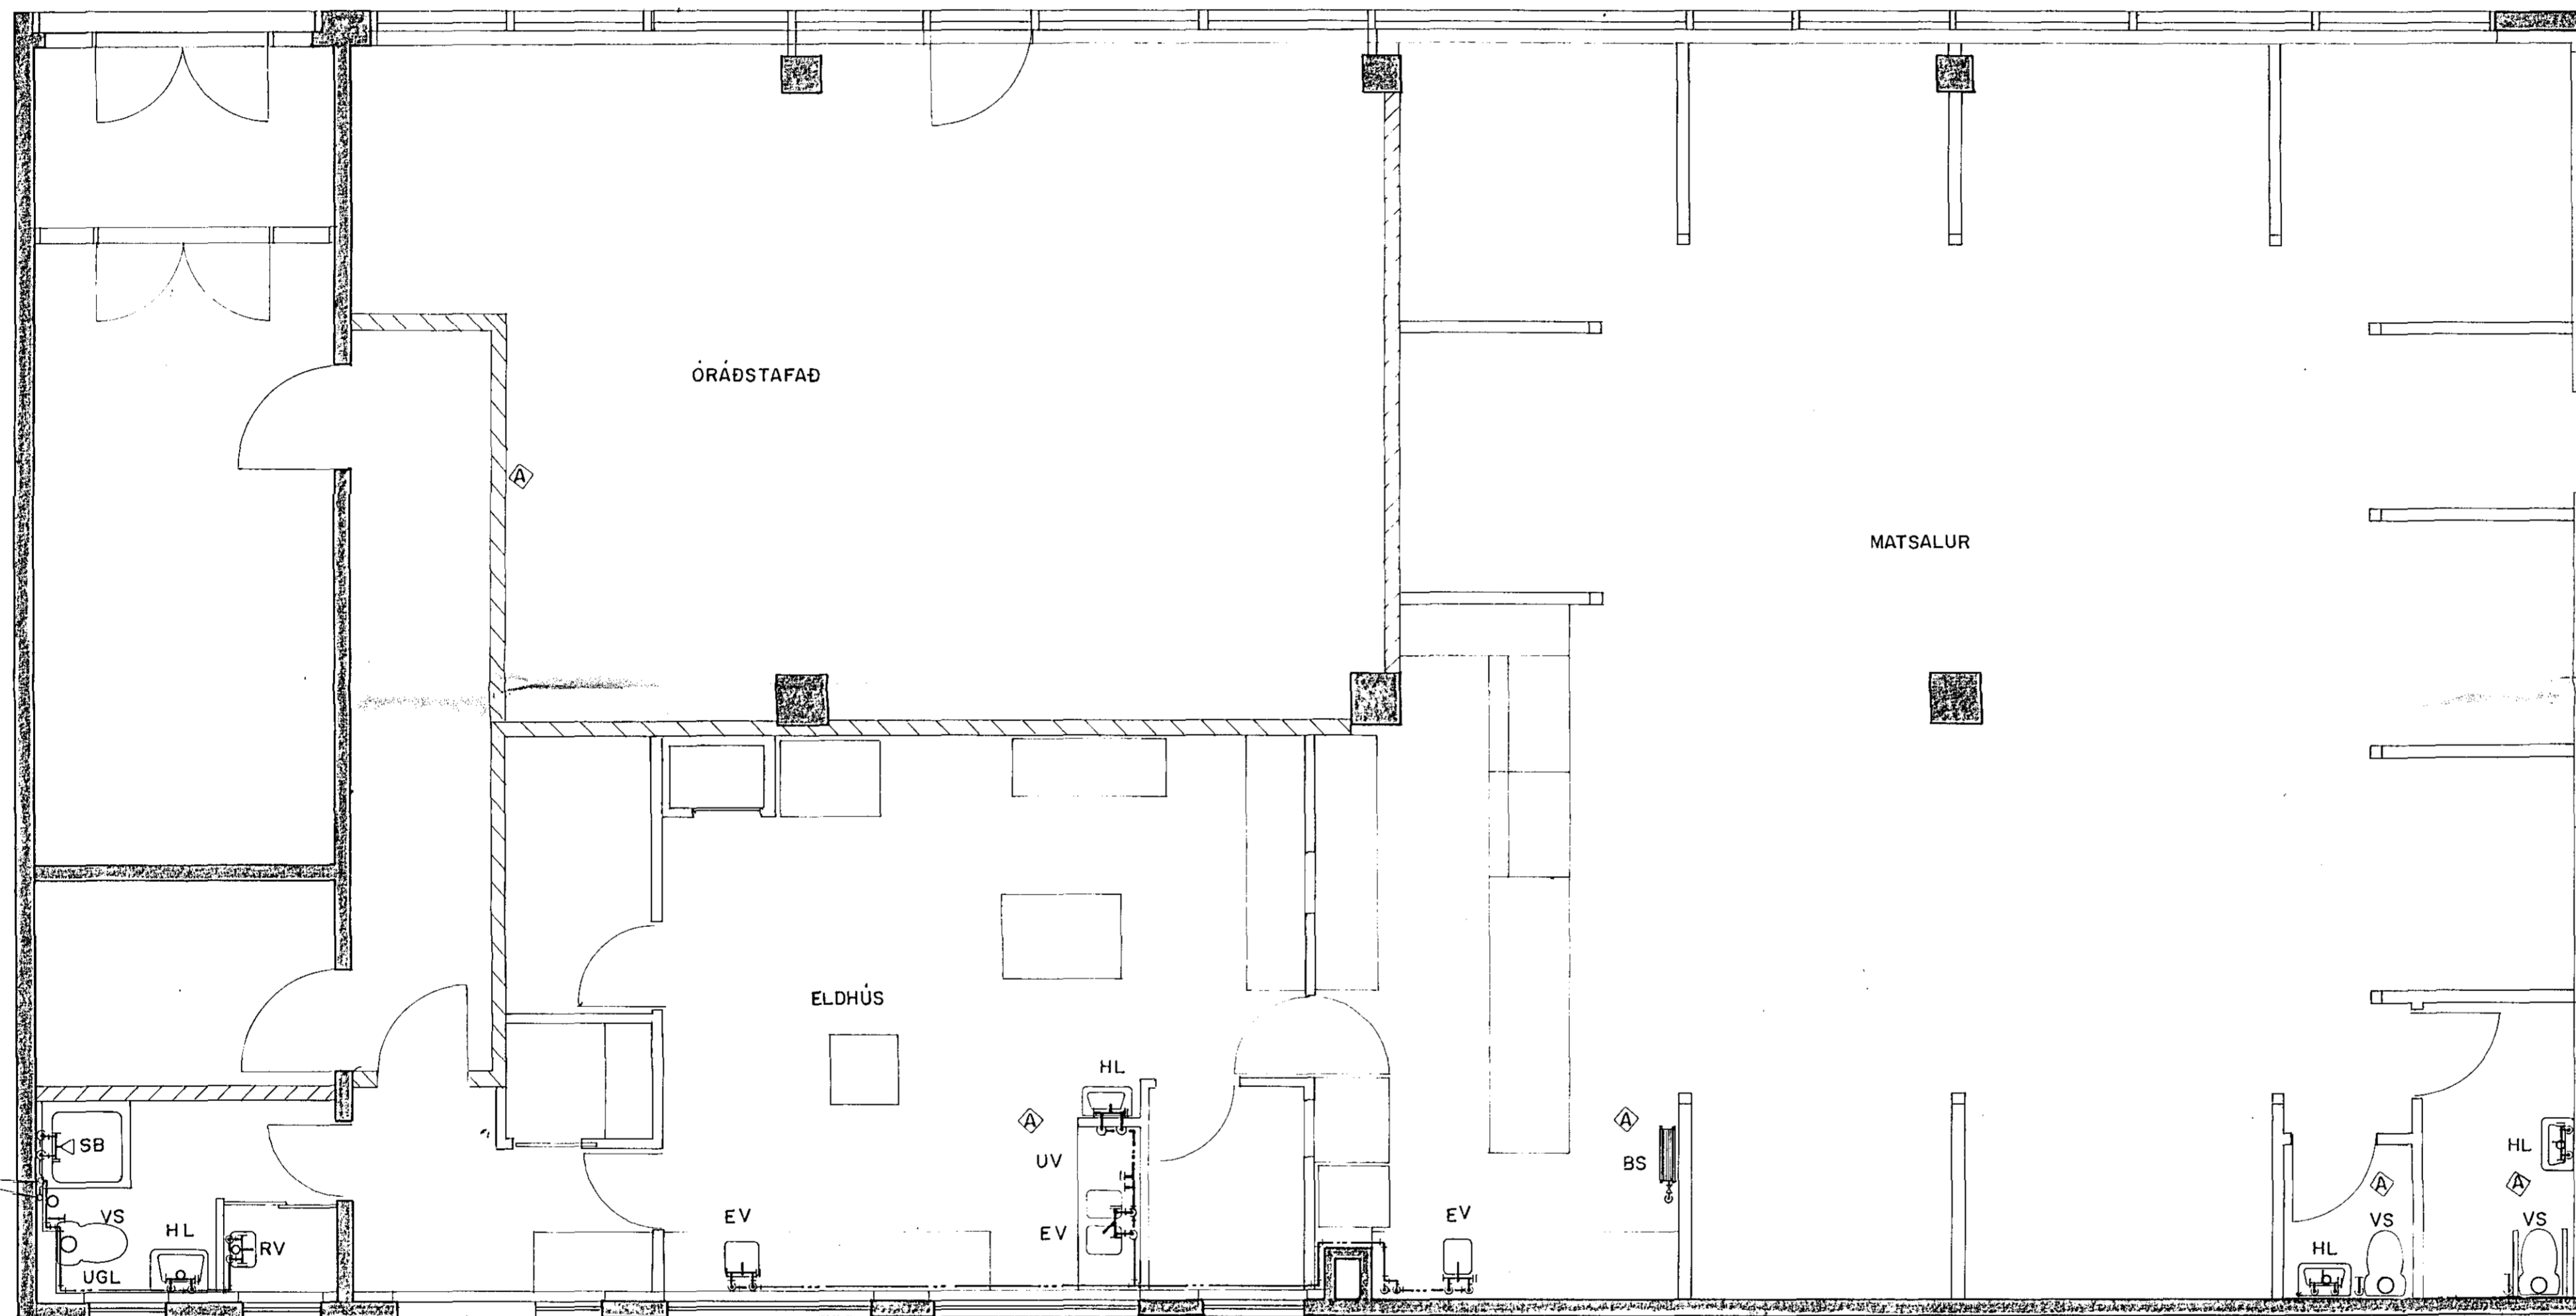 ÓRÁÐSTAFAÐ
A
MATSALUR
ELDHÚS
HL
A
A
SB
UV
BS
HL
A
A
VS
HL
RV
EV
EV
EV
VS
VS
UGL
HL